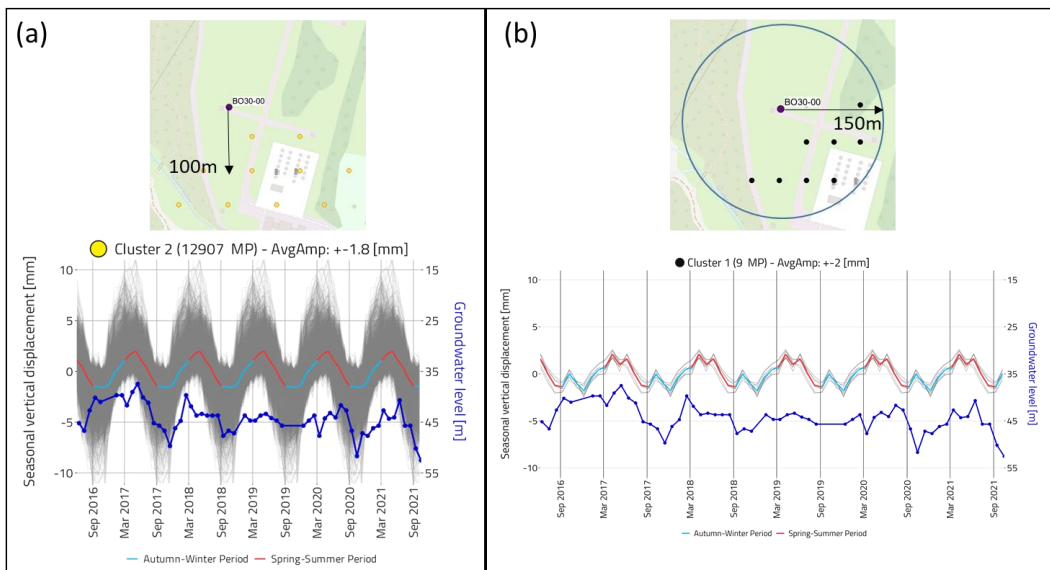 (a)
BO30-00
100m
Cluster 2 (12907 MP) - AvgAmp: +-1.8 [mm]
Seasonal vertical displacement [mm]
10
5
0
-5
-10
15
25
35
45
55
Groundwater level [m]
Sep 2016
Mar 2017
Sep 2017
Mar 2018
Sep 2018
Mar 2019
Sep 2019
Mar 2020
Sep 2020
Mar 2021
Sep 2021
Autumn-Winter Period
Spring-Summer Period
(b)
BO30-00
150m
Cluster 1 (9 MP) - AvgAmp: +-2 [mm]
Seasonal vertical displacement [mm]
10
5
0
-5
-10
15
25
35
45
55
Groundwater level [m]
Sep 2016
Mar 2017
Sep 2017
Mar 2018
Sep 2018
Mar 2019
Sep 2019
Mar 2020
Sep 2020
Mar 2021
Sep 2021
Autumn-Winter Period
Spring-Summer Period